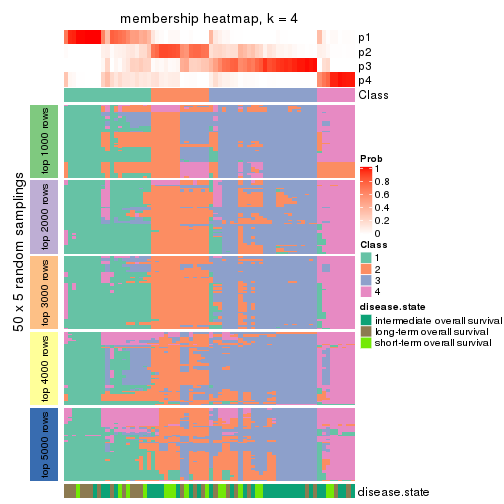 membership heatmap, k = 4
p1
p2
p3
p4
Class
50 x 5 random samplings
top 1000 rows
top 2000 rows
top 3000 rows
top 4000 rows
top 5000 rows
Prob
1
0.8
0.6
0.4
0.2
0
Class
1
2
3
4
disease.state
intermediate overall survival
long-term overall survival
short-term overall survival
disease.state